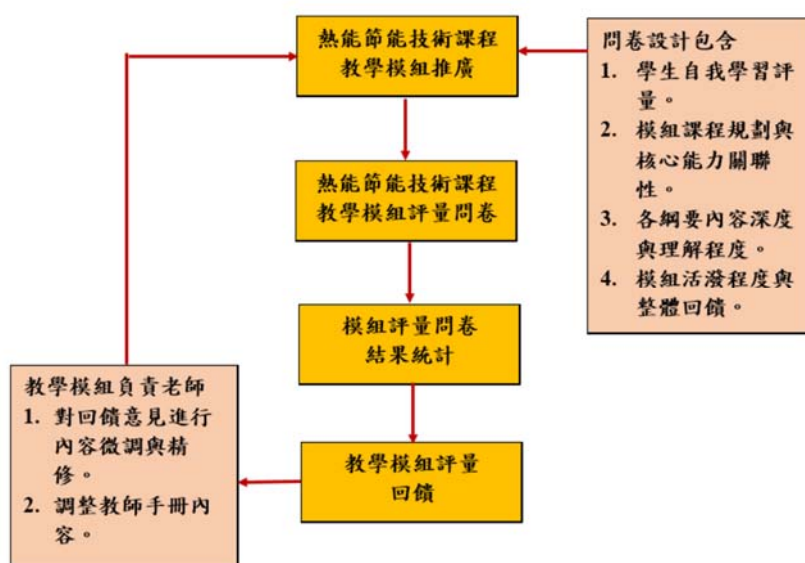 熱能節能技術課程
教學模組推廣
問卷設計包含
1. 學生自我學習評
量。
2. 模組課程規劃與
核心能力關聯
性。
3. 各綱要內容深度
與理解程度。
4. 模組活潑程度與
整體回饋。
熱能節能技術課程
教學模組評量問卷
模組評量問卷
結果統計
教學模組負責老師
1. 對回饋意見進行
內容微調與精
修。
2. 調整教師手冊內
容。
教學模組評量
回饋